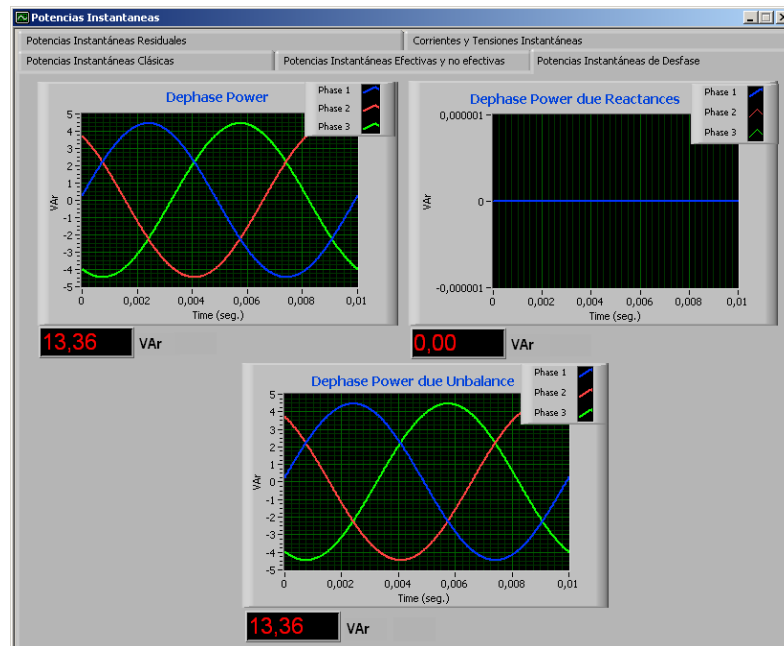 Potencias Instantaneas
Potencias Instantáneas Residuales
Corrientes y Tensiones Instantáneas
Potencias Instantáneas Clásicas
Potencias Instantáneas Efectivas y no efectivas
Potencias Instantáneas de Desfase
Dephase Power
Phase 1
Phase 2
Phase 3
VAr
5
4
3
2
1
0
-1
-2
-3
-4
-5
0 0,002 0,004 0,006 0,008 0,01
Time (seg.)
13,36 VAr
Dephase Power due Reactances
Phase 1
Phase 2
Phase 3
VAr
0,000001
0
-0,000001
0 0,002 0,004 0,006 0,008 0,01
Time (seg.)
0,00 VAr
Dephase Power due Unbalance
Phase 1
Phase 2
Phase 3
VAr
5
4
3
2
1
0
-1
-2
-3
-4
-5
0 0,002 0,004 0,006 0,008 0,01
Time (seg.)
13,36 VAr